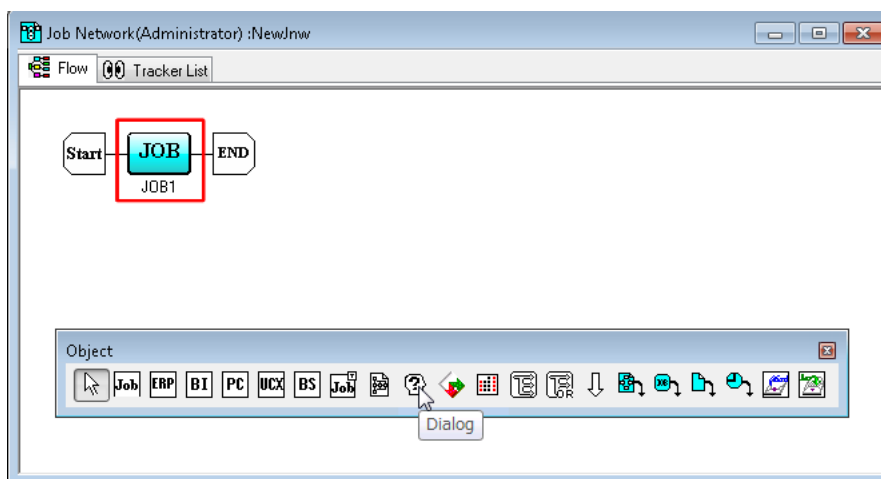 Job Network(Administrator) :NewJnw
Flow
Tracker List
Start
JOB
END
JOB1
Object
Job ERP BI PC UCX BS Job
OR
Dialog